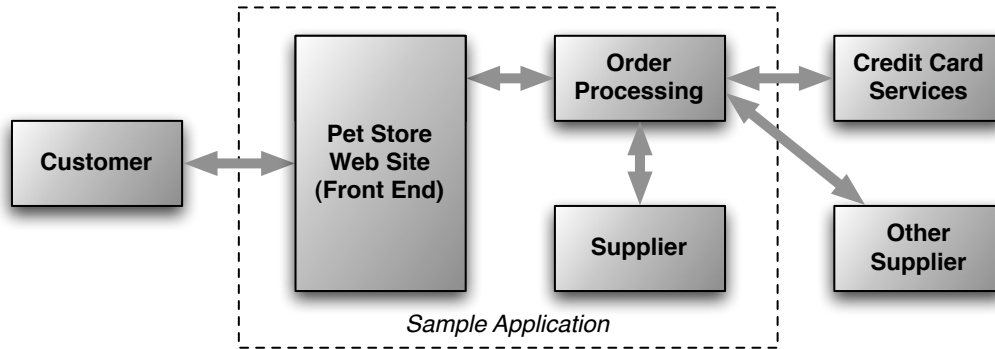 Customer
Pet Store
Web Site
(Front End)
Order
Processing
Supplier
Credit Card
Services
Other
Supplier
Sample Application